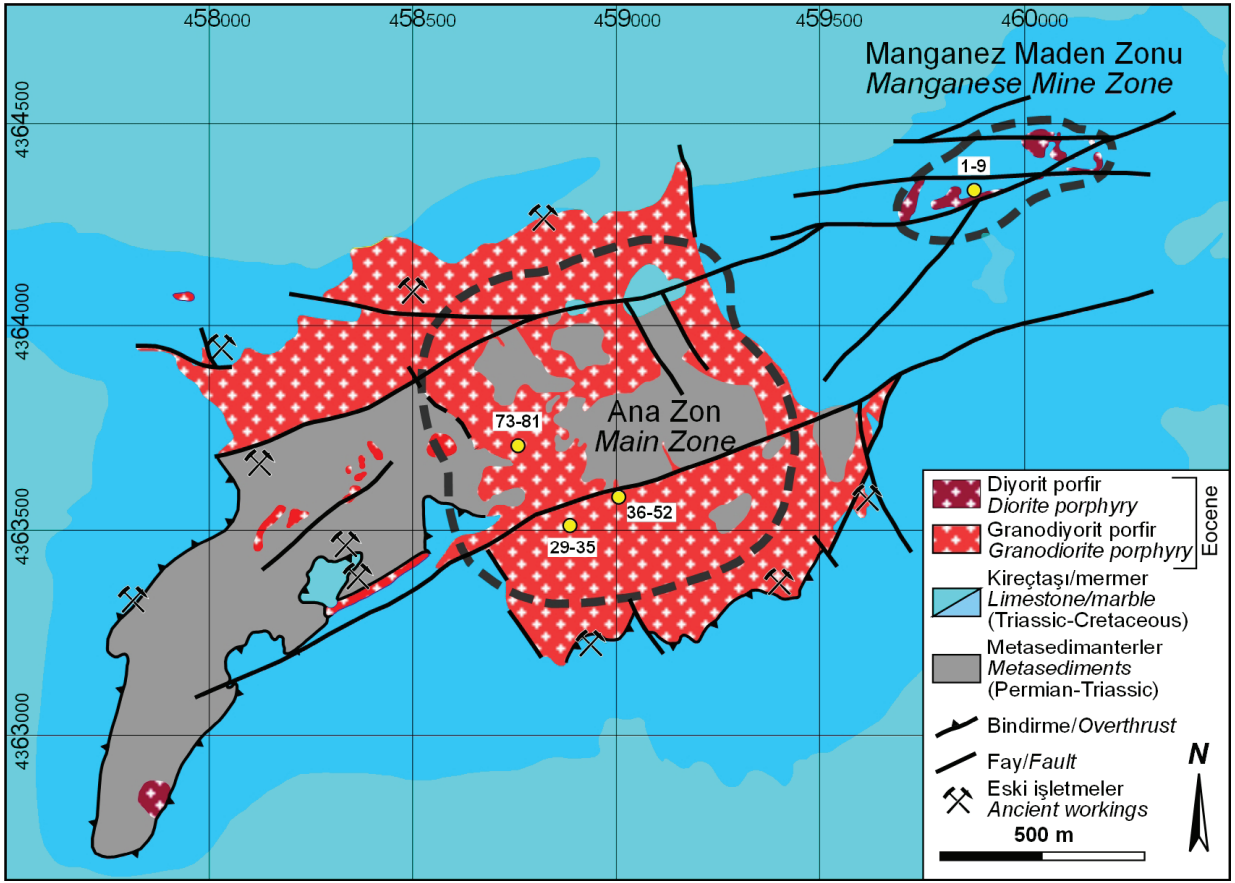 458000 458500 459000 459500 460000
4364500
4364000
4363500
4363000
Manganez Maden Zonu
Manganese Mine Zone
1-9
Ana Zon
Main Zone
73-81
36-52
29-35
Diyorit porfir
Diorite porphyry
Granodiyorit porfir
Granodiorite porphyry
Eocene
Kireçtaşı/mermer
Limestone/marble
(Triassic-Cretaceous)
Metasedimanterler
Metasediments
(Permian-Triassic)
Bindirme/Overthrust
Fay/Fault
Eski işletmeler
Ancient workings
N
500 m